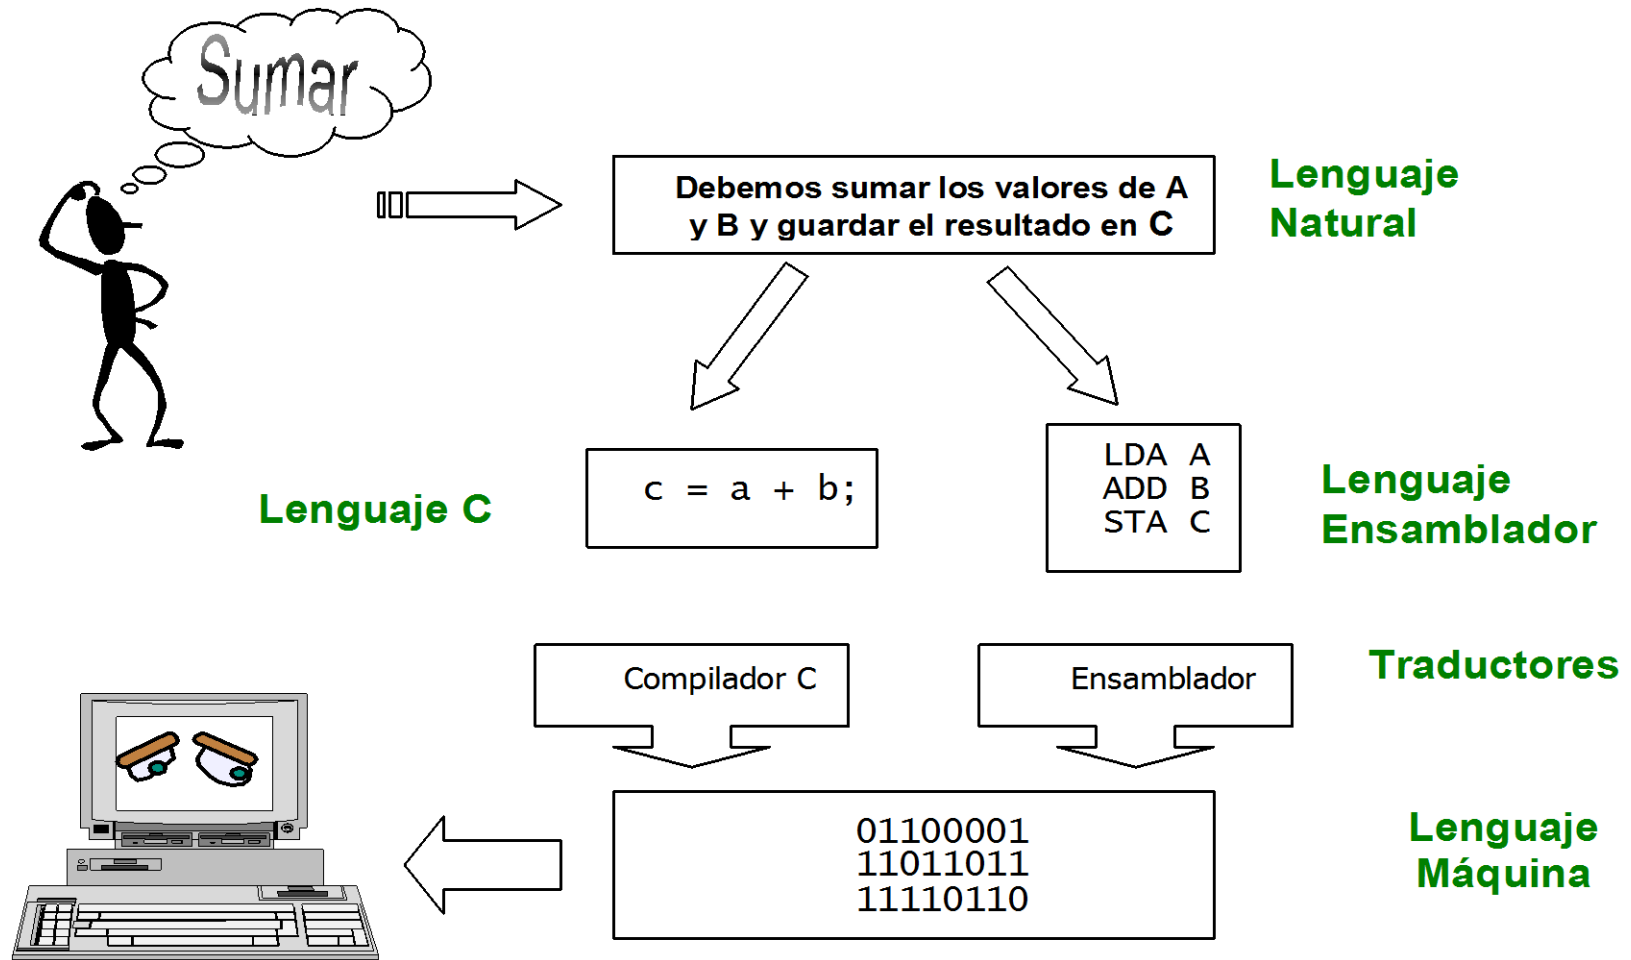 Sumar
Debemos sumar los valores de A
y B y guardar el resultado en C
Lenguaje
Natural
Lenguaje C
c = a + b;
LDA A
ADD B
STA C
Lenguaje
Ensamblador
Compilador C
Ensamblador
Traductores
01100001
11011011
11110110
Lenguaje
Máquina